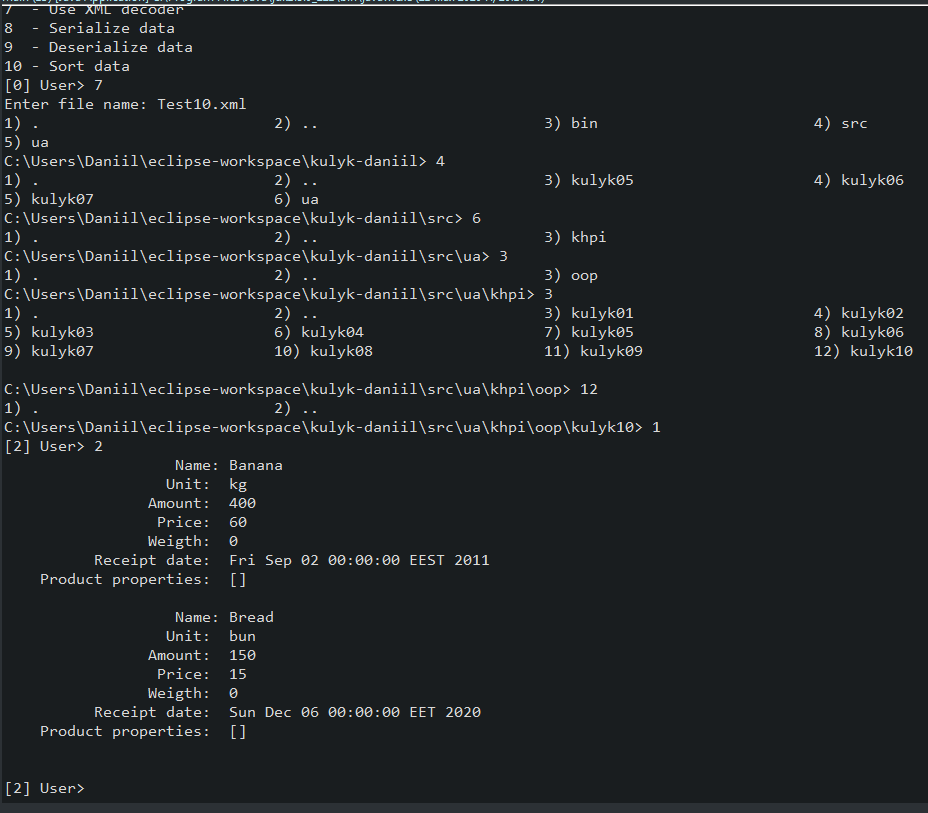 7  - Use XML decoder
8  - Serialize data
9  - Deserialize data
10 - Sort data
[0] User> 7
Enter file name: Test10.xml
1) .                          2) ..                         3) bin                        4) src
5) ua
C:\Users\Daniil\eclipse-workspace\kulyk-daniil> 4
1) .                          2) ..                         3) kulyk05                    4) kulyk06
5) kulyk07                    6) ua
C:\Users\Daniil\eclipse-workspace\kulyk-daniil\src> 6
1) .                          2) ..                         3) khpi
C:\Users\Daniil\eclipse-workspace\kulyk-daniil\src\ua> 3
1) .                          2) ..                         3) oop
C:\Users\Daniil\eclipse-workspace\kulyk-daniil\src\ua\khpi> 3
1) .                          2) ..                         3) kulyk01                    4) kulyk02
5) kulyk03                    6) kulyk04                    7) kulyk05                    8) kulyk06
9) kulyk07                    10) kulyk08                   11) kulyk09                   12) kulyk10
C:\Users\Daniil\eclipse-workspace\kulyk-daniil\src\ua\khpi\oop> 12
1) .                          2) ..
C:\Users\Daniil\eclipse-workspace\kulyk-daniil\src\ua\khpi\oop\kulyk10> 1
[2] User> 2
Name: Banana
Unit:  kg
Amount:  400
Price:  60
Weigth:  0
Receipt date:  Fri Sep 02 00:00:00 EEST 2011
Product properties:  []
Name: Bread
Unit:  bun
Amount:  150
Price:  15
Weigth:  0
Receipt date:  Sun Dec 06 00:00:00 EET 2020
Product properties:  []
[2] User>